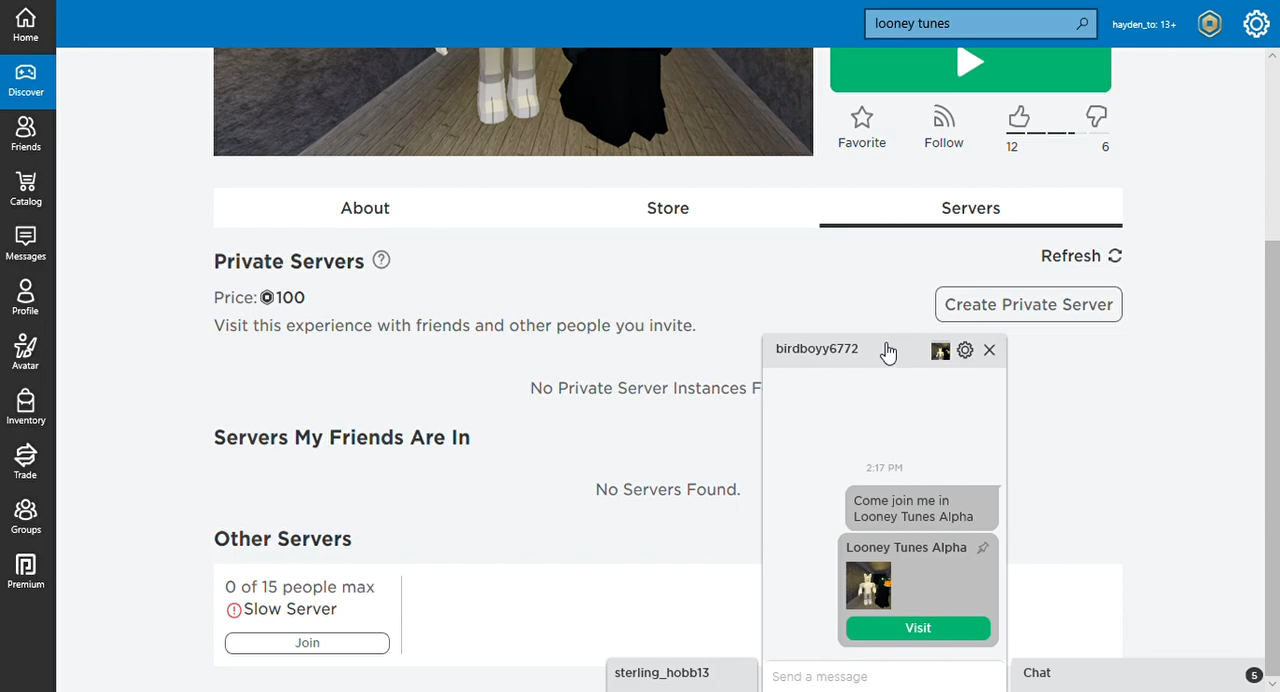 looney tunes
hayden_to: 13+
Home
Discover
Friends
Catalog
Messages
Profile
Avatar
Inventory
Trade
Groups
Premium
Favorite
Follow
12
6
About
Store
Servers
Private Servers
Refresh
Price: 100
Create Private Server
Visit this experience with friends and other people you invite.
No Private Server Instances F
Servers My Friends Are In
No Servers Found.
Other Servers
0 of 15 people max
Slow Server
Join
birdboyy6772
2:17 PM
Come join me in
Looney Tunes Alpha
Looney Tunes Alpha
Visit
Send a message
sterling_hobb13
Chat
5